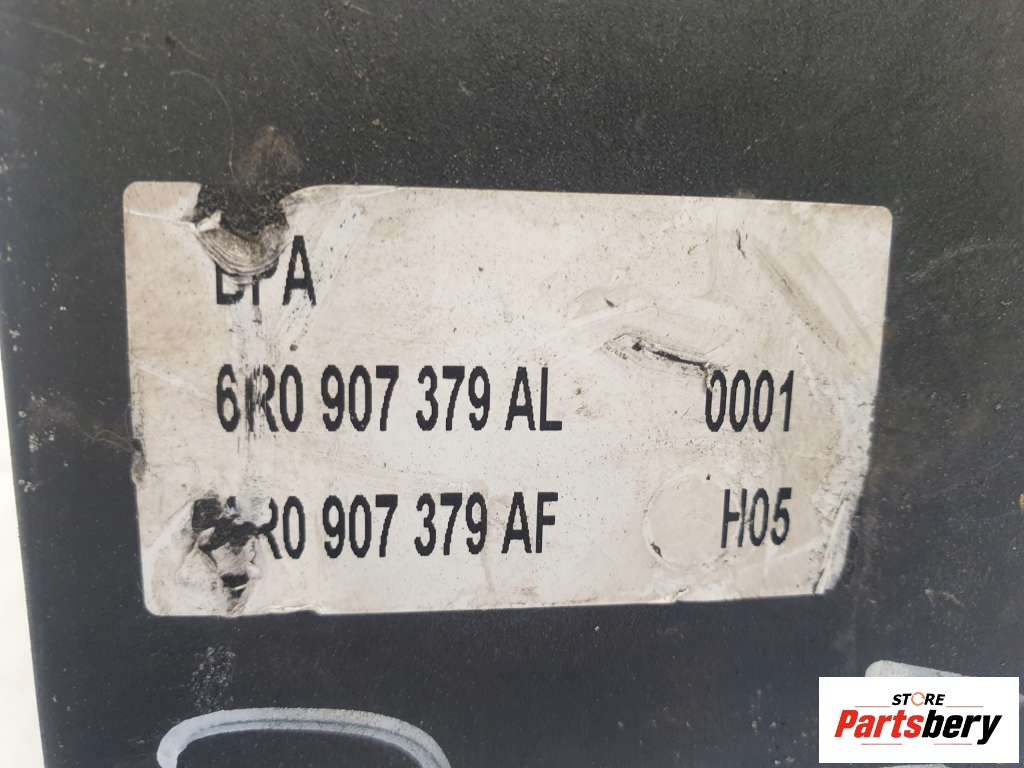 6R0 907 379 AL 0001
R0 907 379 AF H05
STORE
Partsbery